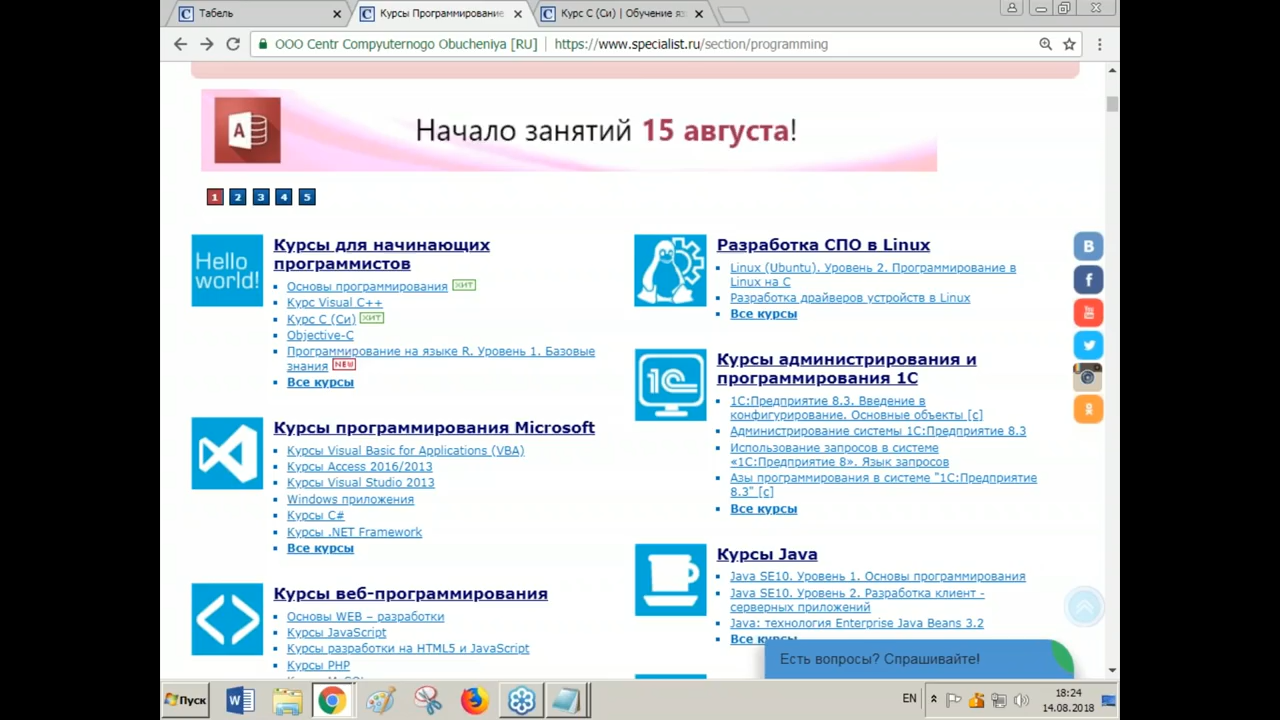 Табель
Курсы Программирование
Курс С (Си) | Обучение яз
ООО Centr Compyuternogo Obucheniya [RU] https://www.specialist.ru/section/programming
A
Начало занятий 15 августа!
1 2 3 4 5
Hello world!
Курсы для начинающих
программистов
Основы программирования ХИТ
Курс Visual C++
Курс C (Си) ХИТ
Objective-C
Программирование на языке R. Уровень 1. Базовые
знания NEW
Все курсы
Курсы программирования Microsoft
Курсы Visual Basic for Applications (VBA)
Курсы Access 2016/2013
Курсы Visual Studio 2013
Windows приложения
Курсы C#
Курсы .NET Framework
Все курсы
Курсы веб-программирования
Основы WEB – разработки
Курсы JavaScript
Курсы разработки на HTML5 и JavaScript
Курсы PHP
Разработка СПО в Linux
Linux (Ubuntu). Уровень 2. Программирование в
Linux на C
Разработка драйверов устройств в Linux
Все курсы
1С
Курсы администрирования и
программирования 1С
1С:Предприятие 8.3. Введение в
конфигурирование. Основные объекты [c]
Администрирование системы 1С:Предприятие 8.3
Использование запросов в системе
«1С:Предприятие 8». Язык запросов
Азы программирования в системе "1С:Предприятие
8.3" [c]
Все курсы
Курсы Java
Java SE10. Уровень 1. Основы программирования
Java SE10. Уровень 2. Разработка клиент -
серверных приложений
Java: технология Enterprise Java Beans 3.2
Все курсы
Есть вопросы? Спрашивайте!
Пуск
EN
18:24
14.08.2018